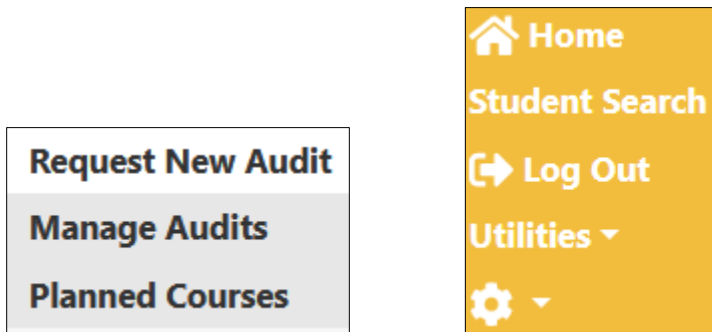 Request New Audit
Manage Audits
Planned Courses
Home
Student Search
Log Out
Utilities